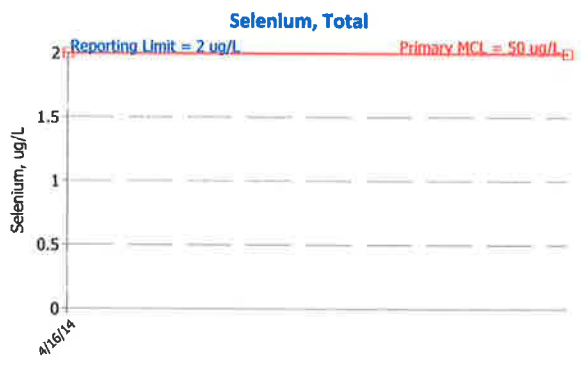 Selenium, Total
Reporting Limit = 2 ug/L
Primary MCL = 50 ug/L
2
1.5
1
0.5
0
Selenium, ug/L
4/16/14